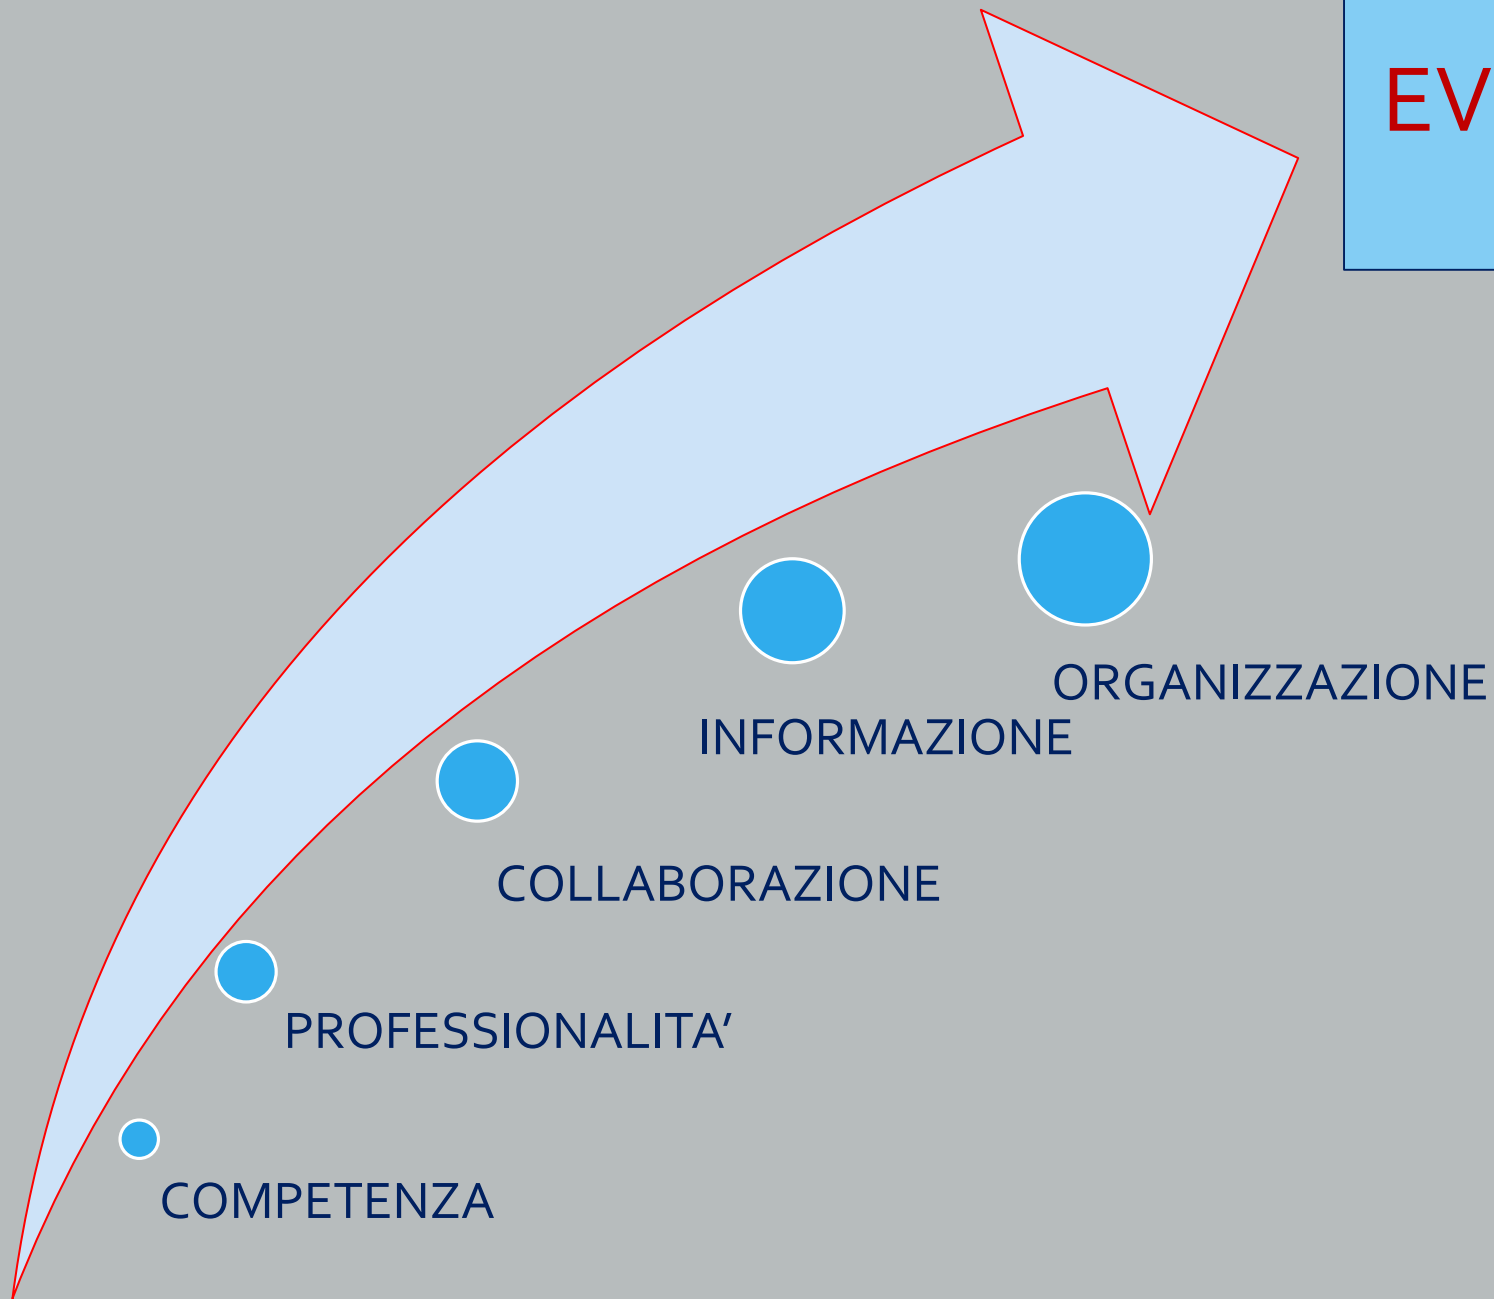 EV
ORGANIZZAZIONE
INFORMAZIONE
COLLABORAZIONE
PROFESSIONALITA’
COMPETENZA